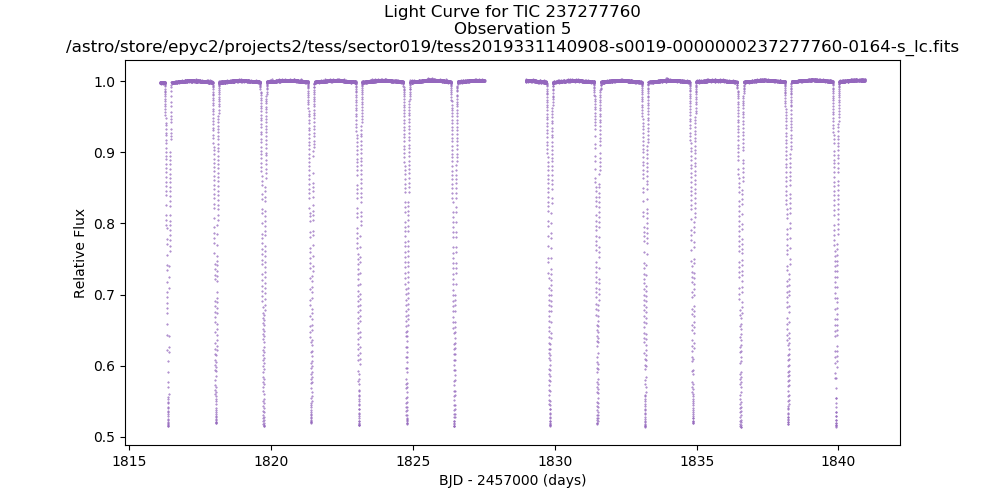 Light Curve for TIC 237277760
Observation 5
/astro/store/epyc2/projects2/tess/sector019/tess2019331140908-s0019-0000000237277760-0164-s_lc.fits
1.0
0.9
0.8
0.7
0.6
0.5
Relative Flux
1815 1820 1825 1830 1835 1840
BJD - 2457000 (days)